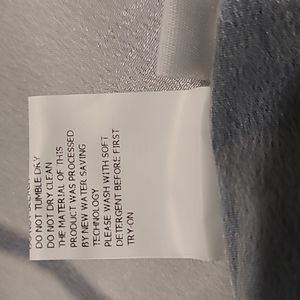 DO NOT TUMBLE DRY
DO NOT DRY CLEAN
THE MATERIAL OF THIS
PRODUCT WAS PROCESSED
BY NEW WATER SAVING
TECHNOLOGY
PLEASE WASH WITH SOFT
DETERGENT BEFORE FIRST
TRY-ON